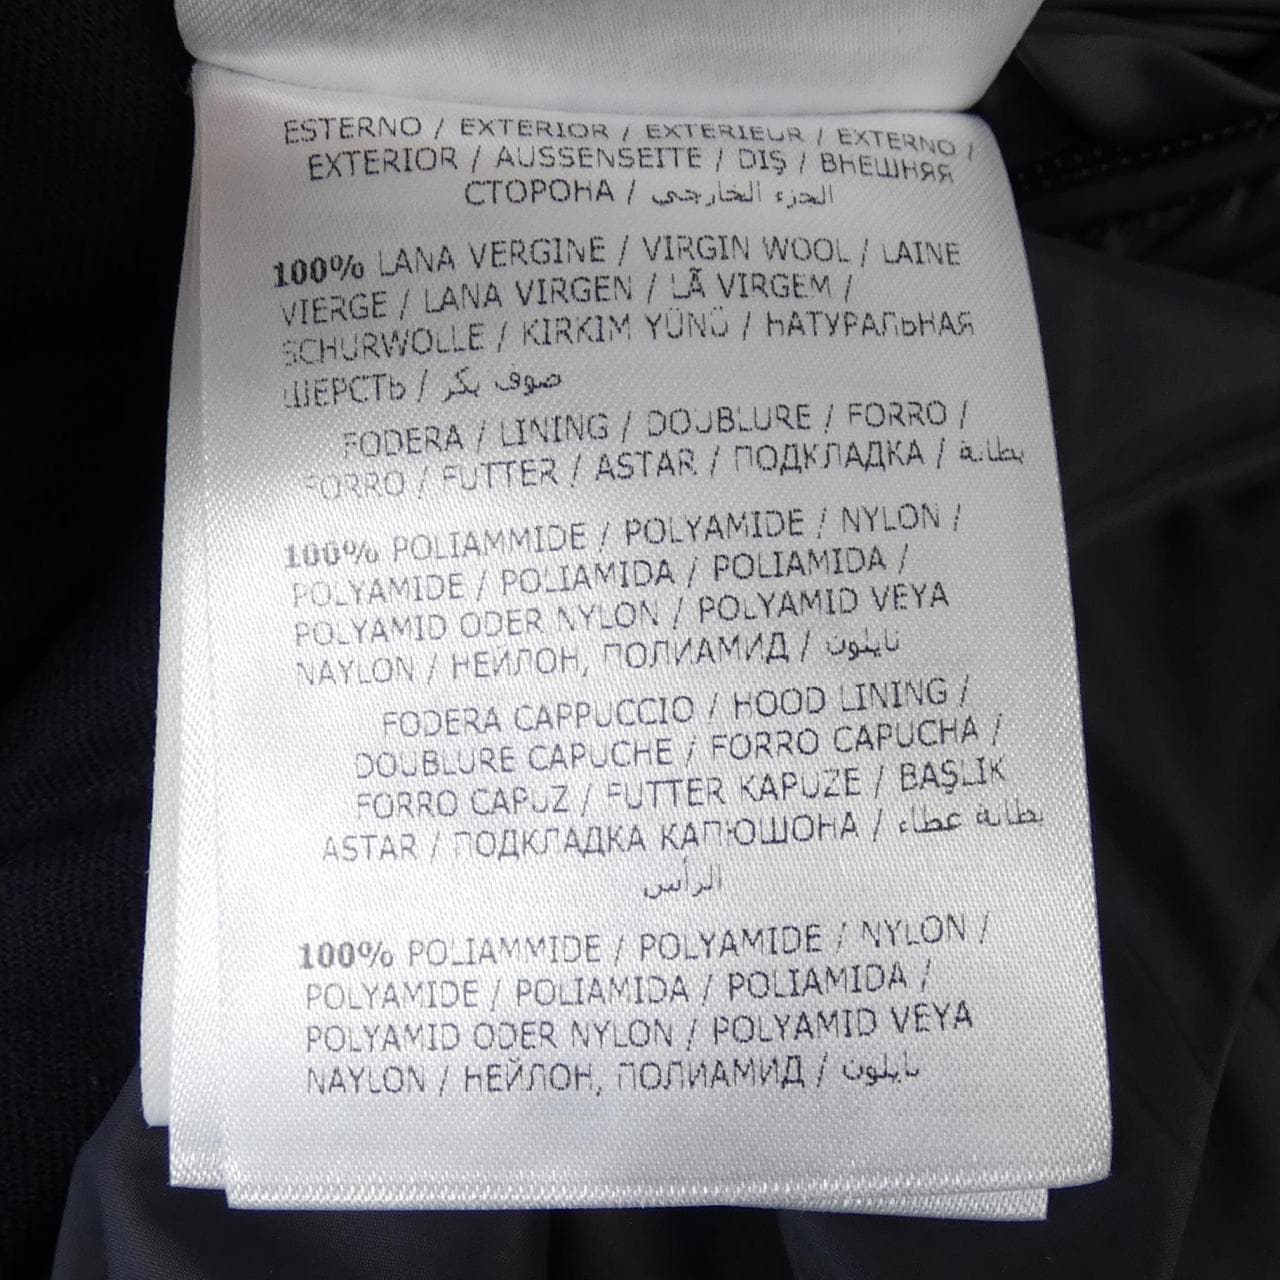 ESTERNO / EXTERIOR / EXTERIEUR / EXTERNO /
EXTERIOR / AUSSENSEITE / DIŞ / ВНЕШНЯЯ
СТОРОНА / الجزء الخارجي
100% LANA VERGINE / VIRGIN WOOL / LAINE
VIERGE / LANA VIRGEN / LÃ VIRGEM /
SCHURWOLLE / KIRKIM YÜNÜ / НАТУРАЛЬНАЯ
ШЕРСТЬ / صوف بكر
FODERA / LINING / DOUBLURE / FORRO /
FORRO / FUTTER / ASTAR / ПОДКЛАДКА / بطانة
100% POLIAMMIDE / POLYAMIDE / NYLON /
POLYAMIDE / POLIAMIDA / POLIAMIDA /
POLYAMID ODER NYLON / POLYAMID VEYA
NAYLON / НЕЙЛОН, ПОЛИАМИД / نايلون
FODERA CAPPUCCIO / HOOD LINING /
DOUBLURE CAPUCHE / FORRO CAPUCHA /
FORRO CAPUZ / FUTTER KAPUZE / BAŞLIK
ASTAR / ПОДКЛАДКА КАПЮШОНА / بطانة غطاء
الرأس
100% POLIAMMIDE / POLYAMIDE / NYLON /
POLYAMIDE / POLIAMIDA / POLIAMIDA /
POLYAMID ODER NYLON / POLYAMID VEYA
NAYLON / НЕЙЛОН, ПОЛИАМИД / نايلون